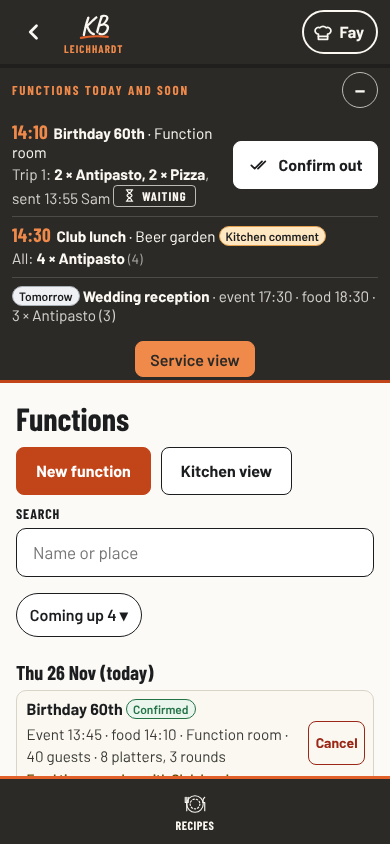 KB
LEICHHARDT
Fay
FUNCTIONS TODAY AND SOON
14:10 Birthday 60th · Function room
Trip 1: 2 × Antipasto, 2 × Pizza, sent 13:55 Sam WAITING
Confirm out
14:30 Club lunch · Beer garden Kitchen comment
All: 4 × Antipasto (4)
Tomorrow Wedding reception · event 17:30 · food 18:30 ·
3 × Antipasto (3)
Service view
Functions
New function
Kitchen view
SEARCH
Name or place
Coming up 4 ▾
Thu 26 Nov (today)
Birthday 60th Confirmed
Event 13:45 · food 14:10 · Function room ·
40 guests · 8 platters, 3 rounds
Cancel
RECIPES